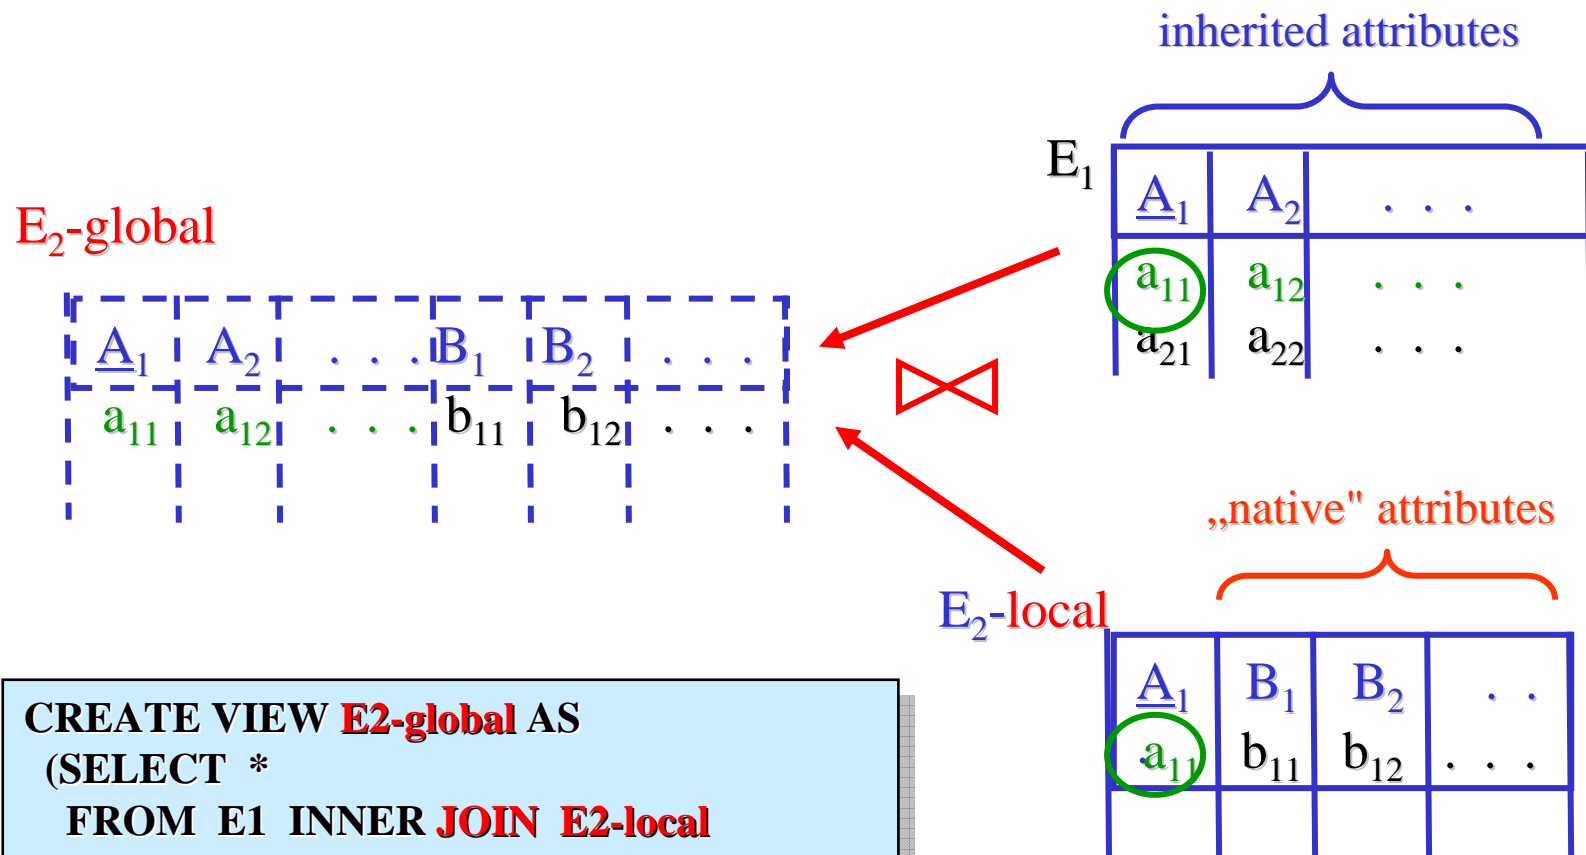 inherited attributes
E1
A1 A2 . . .
a11 a12 . . .
a21 a22 . . .
E2-global
A1 A2 . . . B1 B2 . . .
a11 a12 . . . b11 b12 . . .
„native" attributes
E2-local
A1 B1 B2 . .
.a11 b11 b12 . . .
CREATE VIEW E2-global AS
(SELECT *
FROM E1 INNER JOIN E2-local